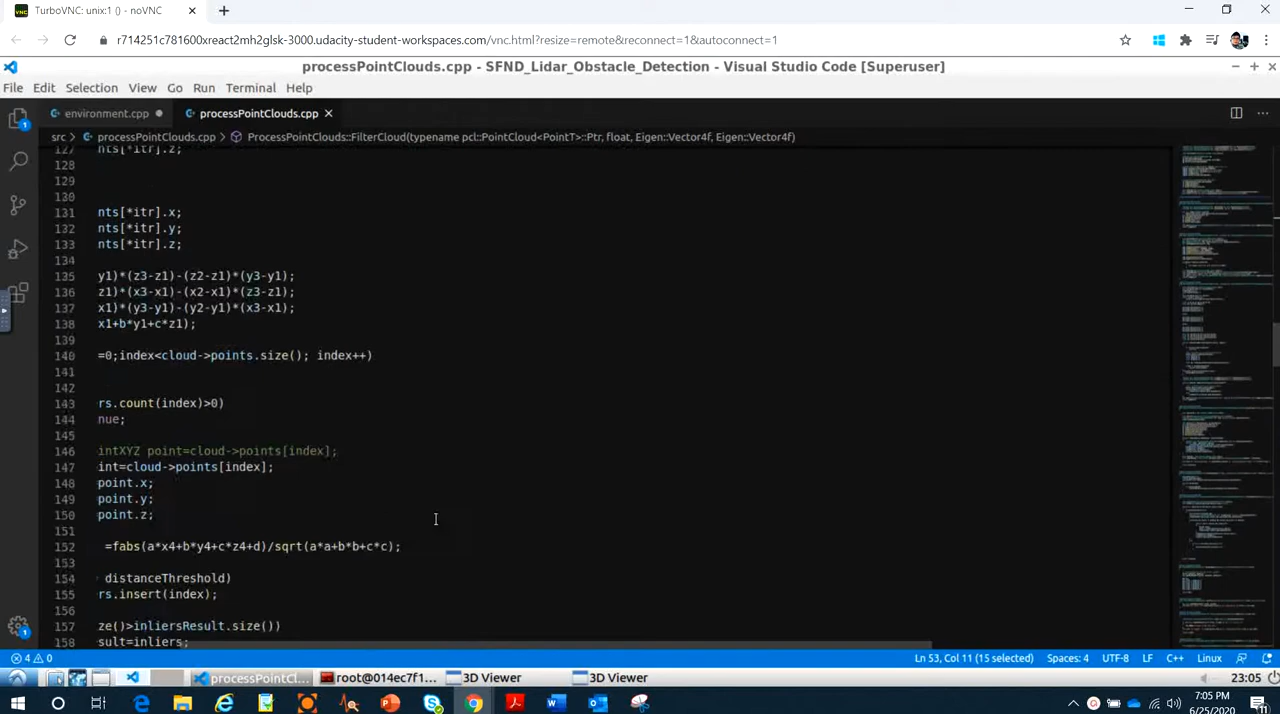 TurboVNC: unix:1 () - noVNC
r714251c781600xreact2mh2glsk-3000.udacity-student-workspaces.com/vnc.html?resize=remote&reconnect=1&autoconnect=1
processPointClouds.cpp - SFND_Lidar_Obstacle_Detection - Visual Studio Code [Superuser]
File Edit Selection View Go Run Terminal Help
environment.cpp processPointClouds.cpp
src > processPointClouds.cpp > ProcessPointClouds::FilterCloud(typename pcl::PointCloud<PointT>::Ptr, float, Eigen::Vector4f, Eigen::Vector4f)
127 nts[*itr].z;
128
129
130
131 nts[*itr].x;
132 nts[*itr].y;
133 nts[*itr].z;
134
135 y1)*(z3-z1)-(z2-z1)*(y3-y1);
136 z1)*(x3-x1)-(x2-x1)*(z3-z1);
137 x1)*(y3-y1)-(y2-y1)*(x3-x1);
138 x1+b*y1+c*z1);
139
140 =0;index<cloud->points.size(); index++)
141
142
143 rs.count(index)>0)
144 nue;
145
146 intXYZ point=cloud->points[index];
147 int=cloud->points[index];
148 point.x;
149 point.y;
150 point.z;
151
152 =fabs(a*x4+b*y4+c*z4+d)/sqrt(a*a+b*b+c*c);
153
154 distanceThreshold)
155 rs.insert(index);
156
157 ze()>inliersResult.size())
158 sult=inliers;
4 0 Ln 53, Col 11 (15 selected) Spaces: 4 UTF-8 LF C++ Linux
processPointCl... root@014ec7f1... 3D Viewer 3D Viewer 23:05
7:05 PM
6/25/2020